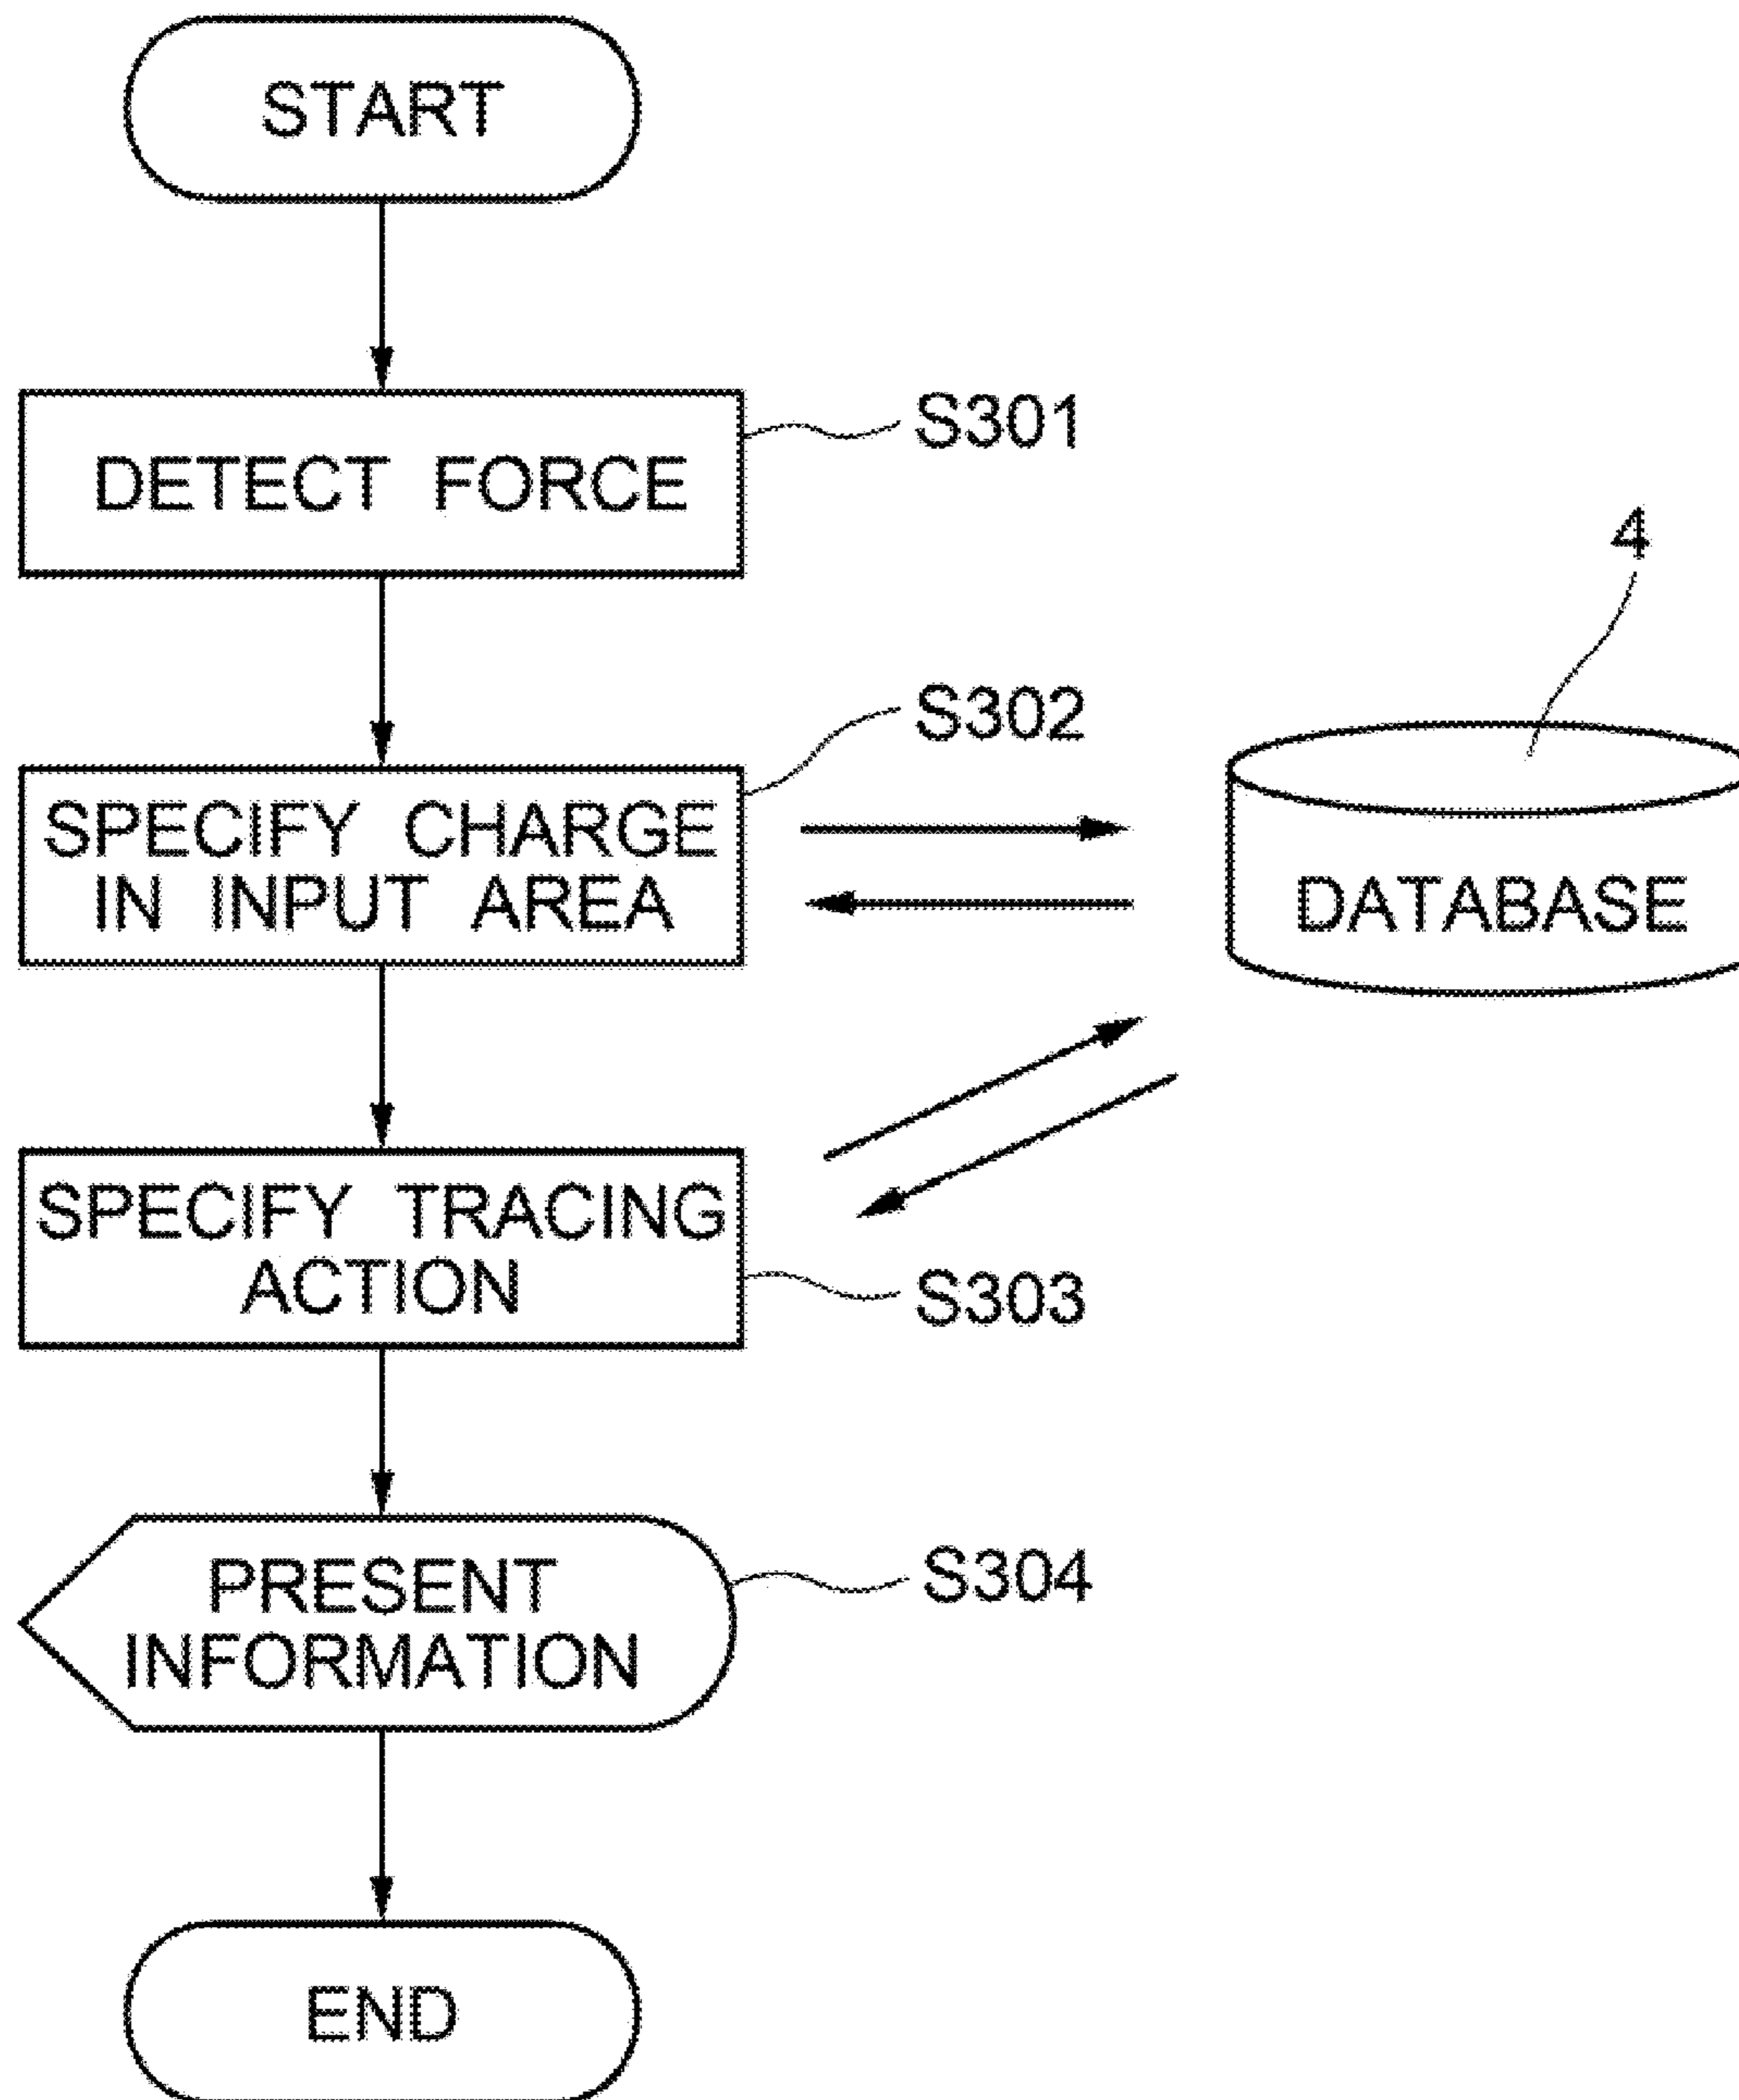 START
DETECT FORCE
S301
4
SPECIFY CHARGE
IN INPUT AREA
S302
DATABASE
SPECIFY TRACING
ACTION
S303
PRESENT
INFORMATION
S304
END